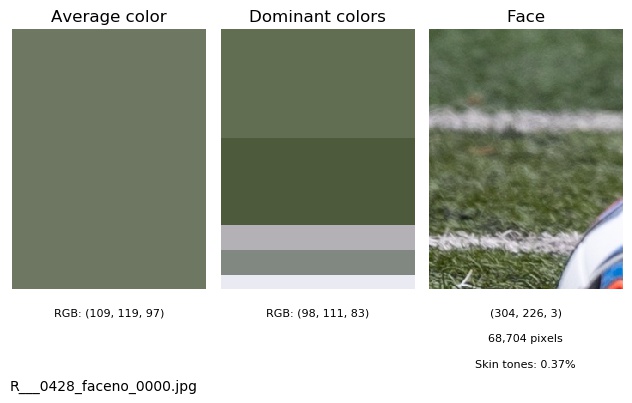 Average color
Dominant colors
Face
RGB: (109, 119, 97)
RGB: (98, 111, 83)
(304, 226, 3)
68,704 pixels
Skin tones: 0.37%
R___0428_faceno_0000.jpg